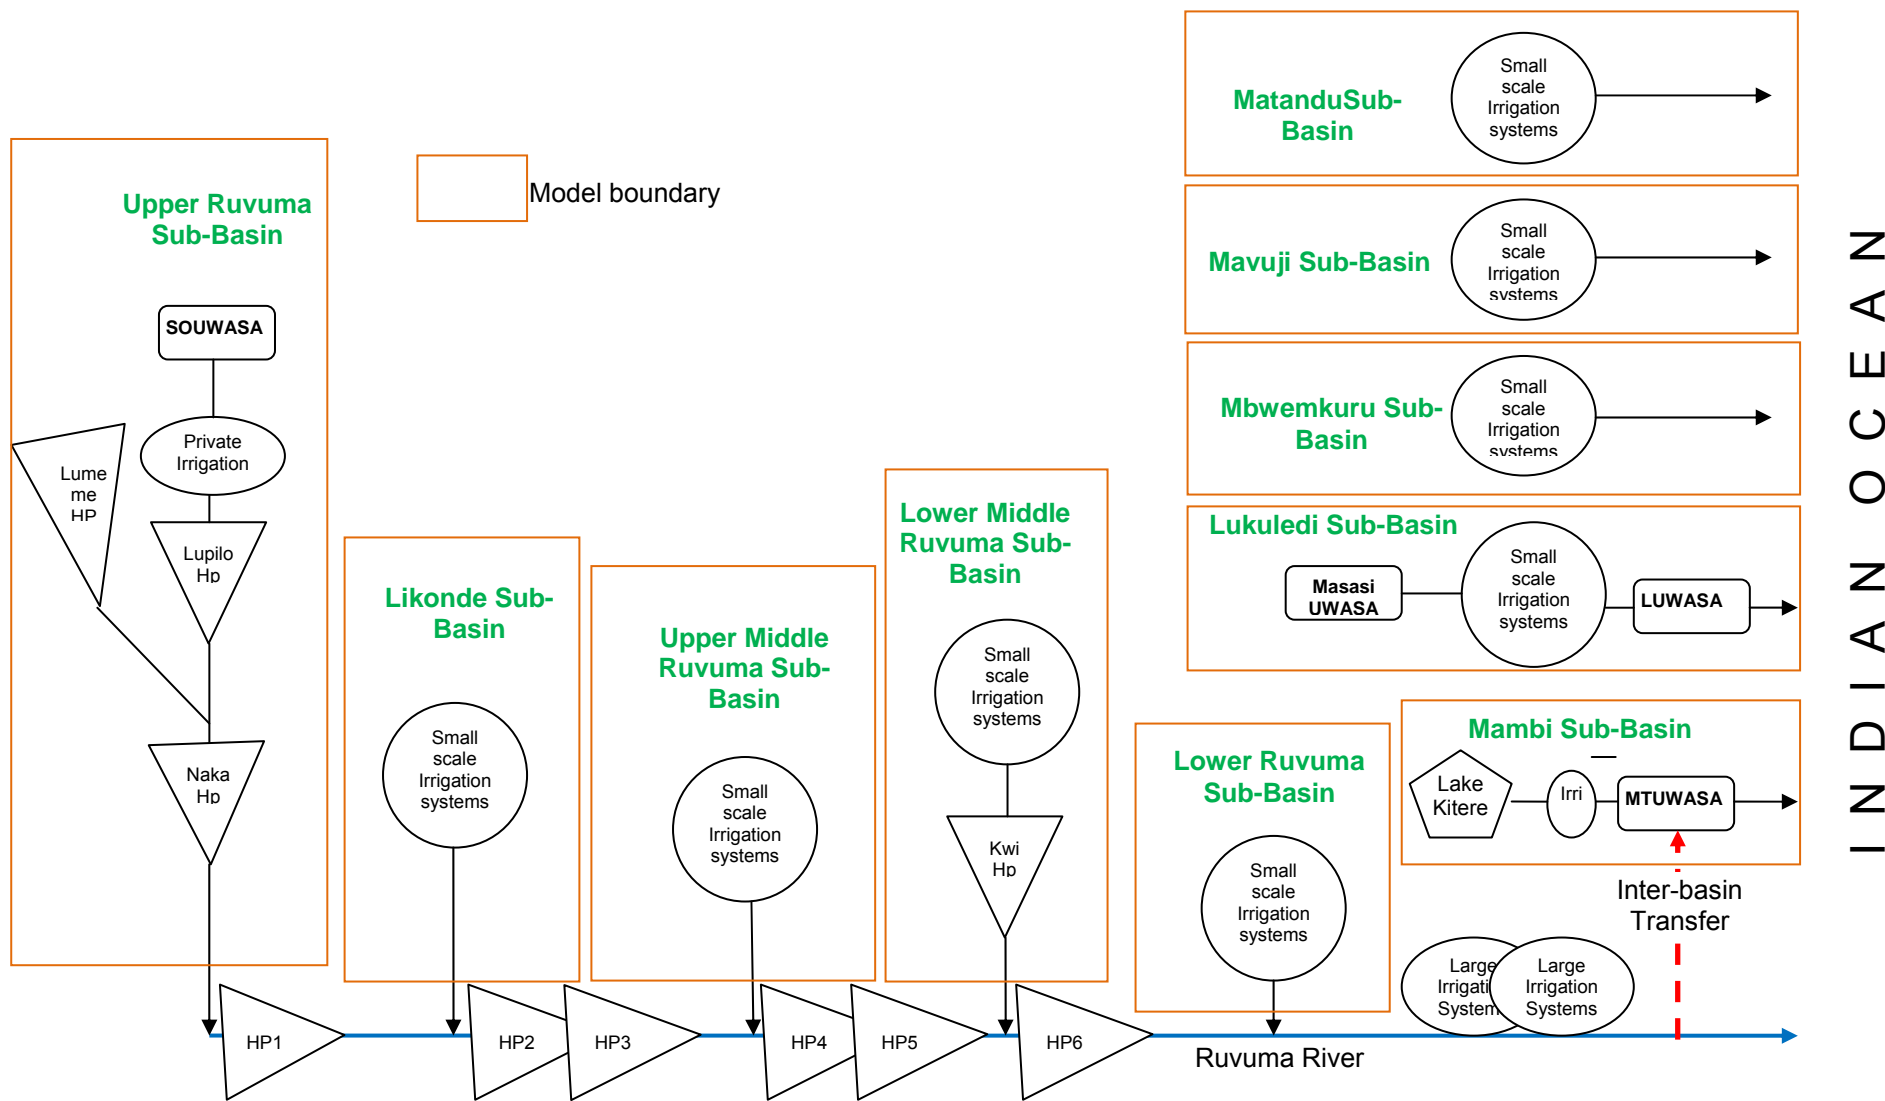 Upper Ruvuma
Sub-Basin
SOUWASA
Private
Irrigation
Lume
me
HP
Lupilo
Hp
Naka
Hp
Model boundary
Likonde Sub-
Basin
Small
scale
Irrigation
systems
Upper Middle
Ruvuma Sub-
Basin
Small
scale
Irrigation
systems
Lower Middle
Ruvuma Sub-
Basin
Small
scale
Irrigation
systems
Kwi
Hp
Lower Ruvuma
Sub-Basin
Small
scale
Irrigation
systems
MatanduSub-
Basin
Small
scale
Irrigation
systems
Mavuji Sub-Basin
Small
scale
Irrigation
systems
Mbwemkuru Sub-
Basin
Small
scale
Irrigation
systems
Lukuledi Sub-Basin
Masasi
UWASA
Small
scale
Irrigation
systems
LUWASA
Mambi Sub-Basin
Lake
Kitere
Irri
MTUWASA
Inter-basin
Transfer
Large
Irrigatin
System
Large
Irrigation
Systems
HP1
HP2
HP3
HP4
HP5
HP6
Ruvuma River
INDIAN OCEAN